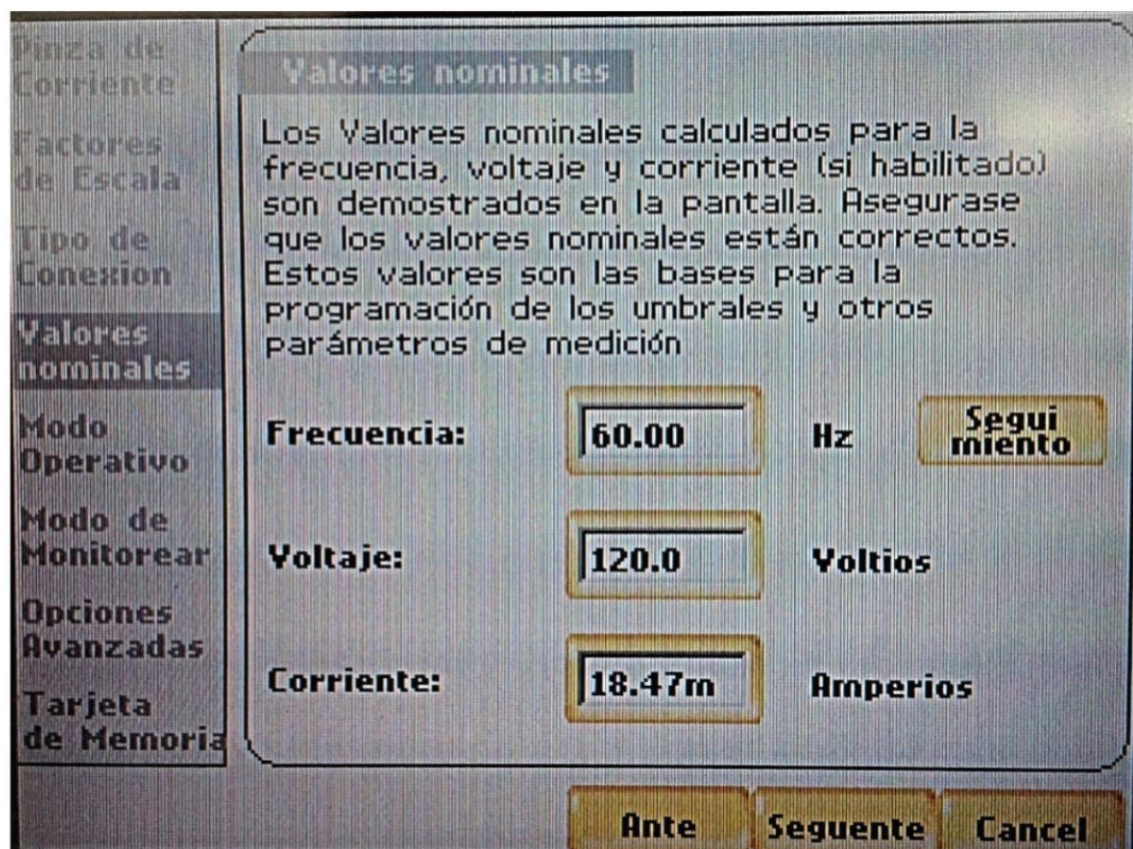 Pinza de
Corriente
Factores
de Escala
Tipo de
Conexion
Valores
nominales
Modo
Operativo
Modo de
Monitorear
Opciones
Avanzadas
Tarjeta
de Memoria
Valores nominales
Los Valores nominales calculados para la
frecuencia, voltaje y corriente (si habilitado)
son demostrados en la pantalla. Asegurase
que los valores nominales están correctos.
Estos valores son las bases para la
programación de los umbrales y otros
parámetros de medición
Frecuencia: 60.00 Hz Segui
miento
Voltaje: 120.0 Voltios
Corriente: 18.47m Amperios
Ante Seguente Cancel